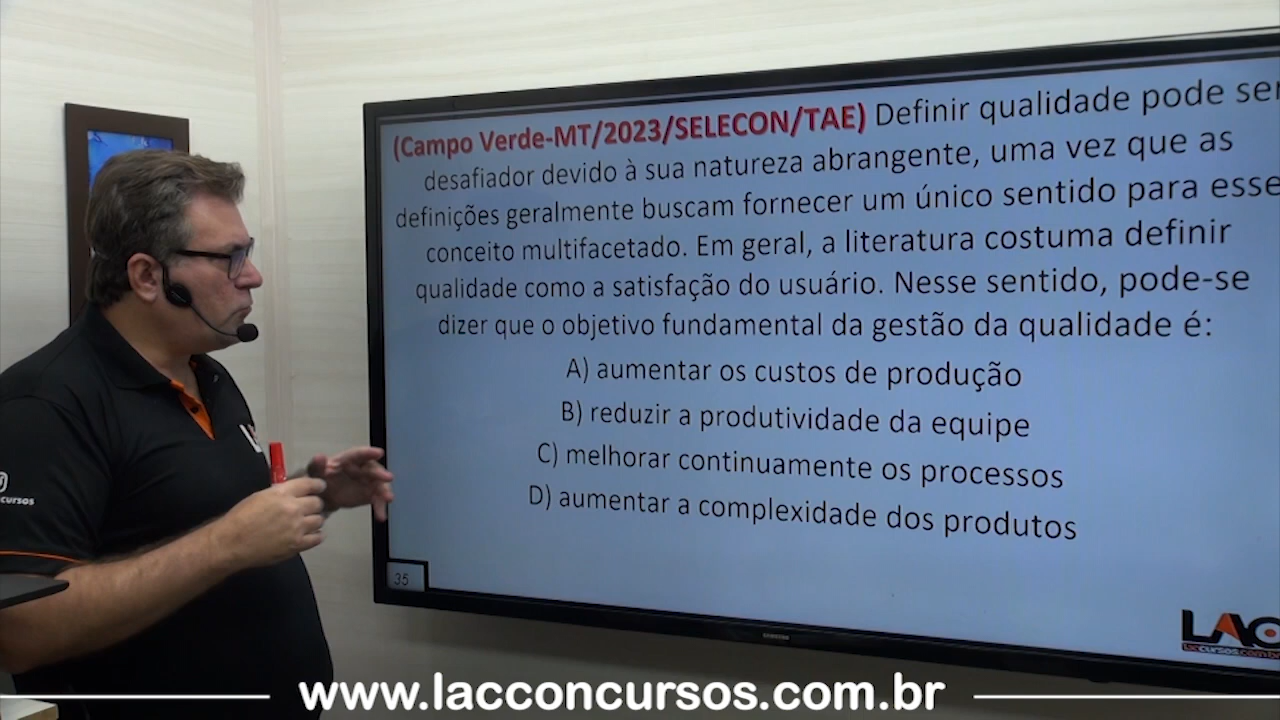 (Campo Verde-MT/2023/SELECON/TAE) Definir qualidade pode ser
desafiador devido à sua natureza abrangente, uma vez que as
definições geralmente buscam fornecer um único sentido para esse
conceito multifacetado. Em geral, a literatura costuma definir
qualidade como a satisfação do usuário. Nesse sentido, pode-se
dizer que o objetivo fundamental da gestão da qualidade é:
A) aumentar os custos de produção
B) reduzir a produtividade da equipe
C) melhorar continuamente os processos
D) aumentar a complexidade dos produtos
35
SAMSUNG
LAC
www.lacconcursos.com.br